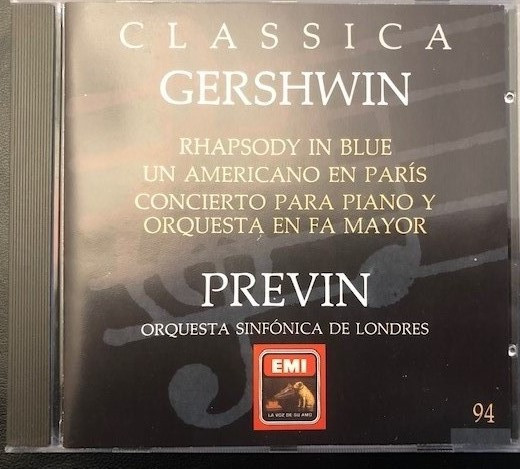 CLASSICA
GERSHWIN
RHAPSODY IN BLUE
UN AMERICANO EN PARÍS
CONCIERTO PARA PIANO Y
ORQUESTA EN FA MAYOR
PREVIN
ORQUESTA SINFÓNICA DE LONDRES
EMI
LA VOZ DE SU AMO
94